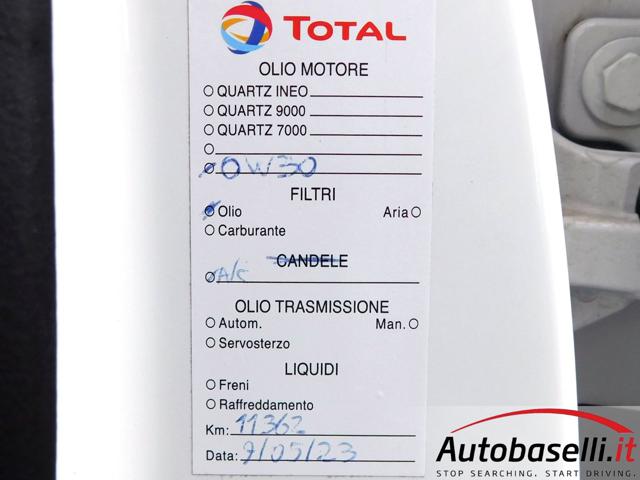 TOTAL
OLIO MOTORE
QUARTZ INEO
QUARTZ 9000
QUARTZ 7000
0W30
FILTRI
Olio Aria
Carburante
CANDELE
A/C
OLIO TRASMISSIONE
Autom. Man.
Servosterzo
LIQUIDI
Freni
Raffreddamento
Km: 11362
Data: 9/05/23
Autobaselli.it
STOP SEARCHING. START DRIVING.